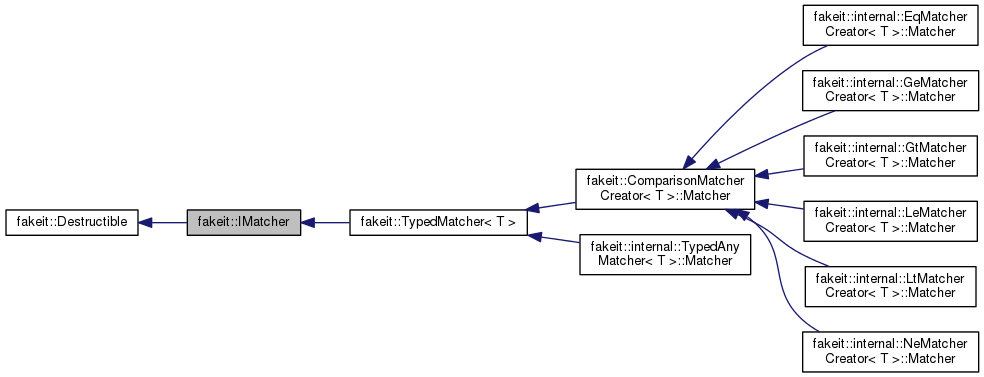 fakeit::Destructible
fakeit::IMatcher
fakeit::TypedMatcher< T >
fakeit::ComparisonMatcher
Creator< T >::Matcher
fakeit::internal::TypedAny
Matcher< T >::Matcher
fakeit::internal::EqMatcher
Creator< T >::Matcher
fakeit::internal::GeMatcher
Creator< T >::Matcher
fakeit::internal::GtMatcher
Creator< T >::Matcher
fakeit::internal::LeMatcher
Creator< T >::Matcher
fakeit::internal::LtMatcher
Creator< T >::Matcher
fakeit::internal::NeMatcher
Creator< T >::Matcher